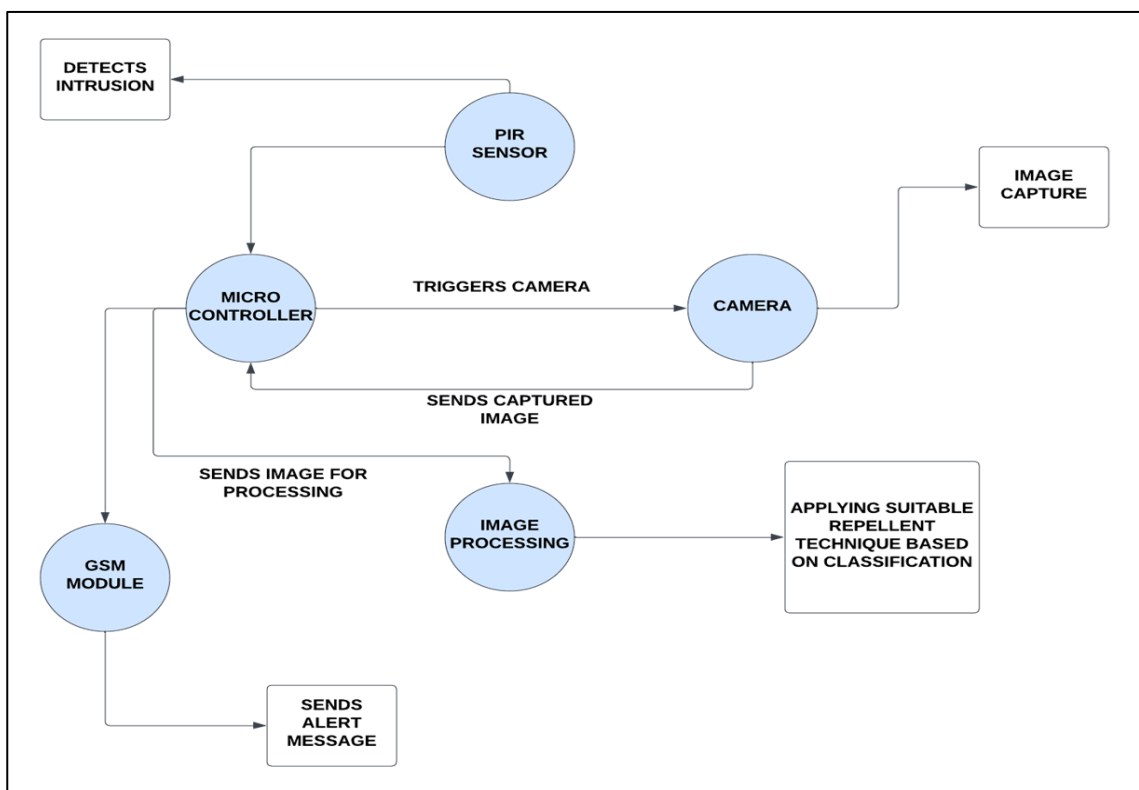 DETECTS
INTRUSION
PIR
SENSOR
IMAGE
CAPTURE
MICRO
CONTROLLER
TRIGGERS CAMERA
CAMERA
SENDS CAPTURED
IMAGE
SENDS IMAGE FOR
PROCESSING
IMAGE
PROCESSING
APPLYING SUITABLE
REPELLENT
TECHNIQUE BASED
ON CLASSIFICATION
GSM
MODULE
SENDS
ALERT
MESSAGE